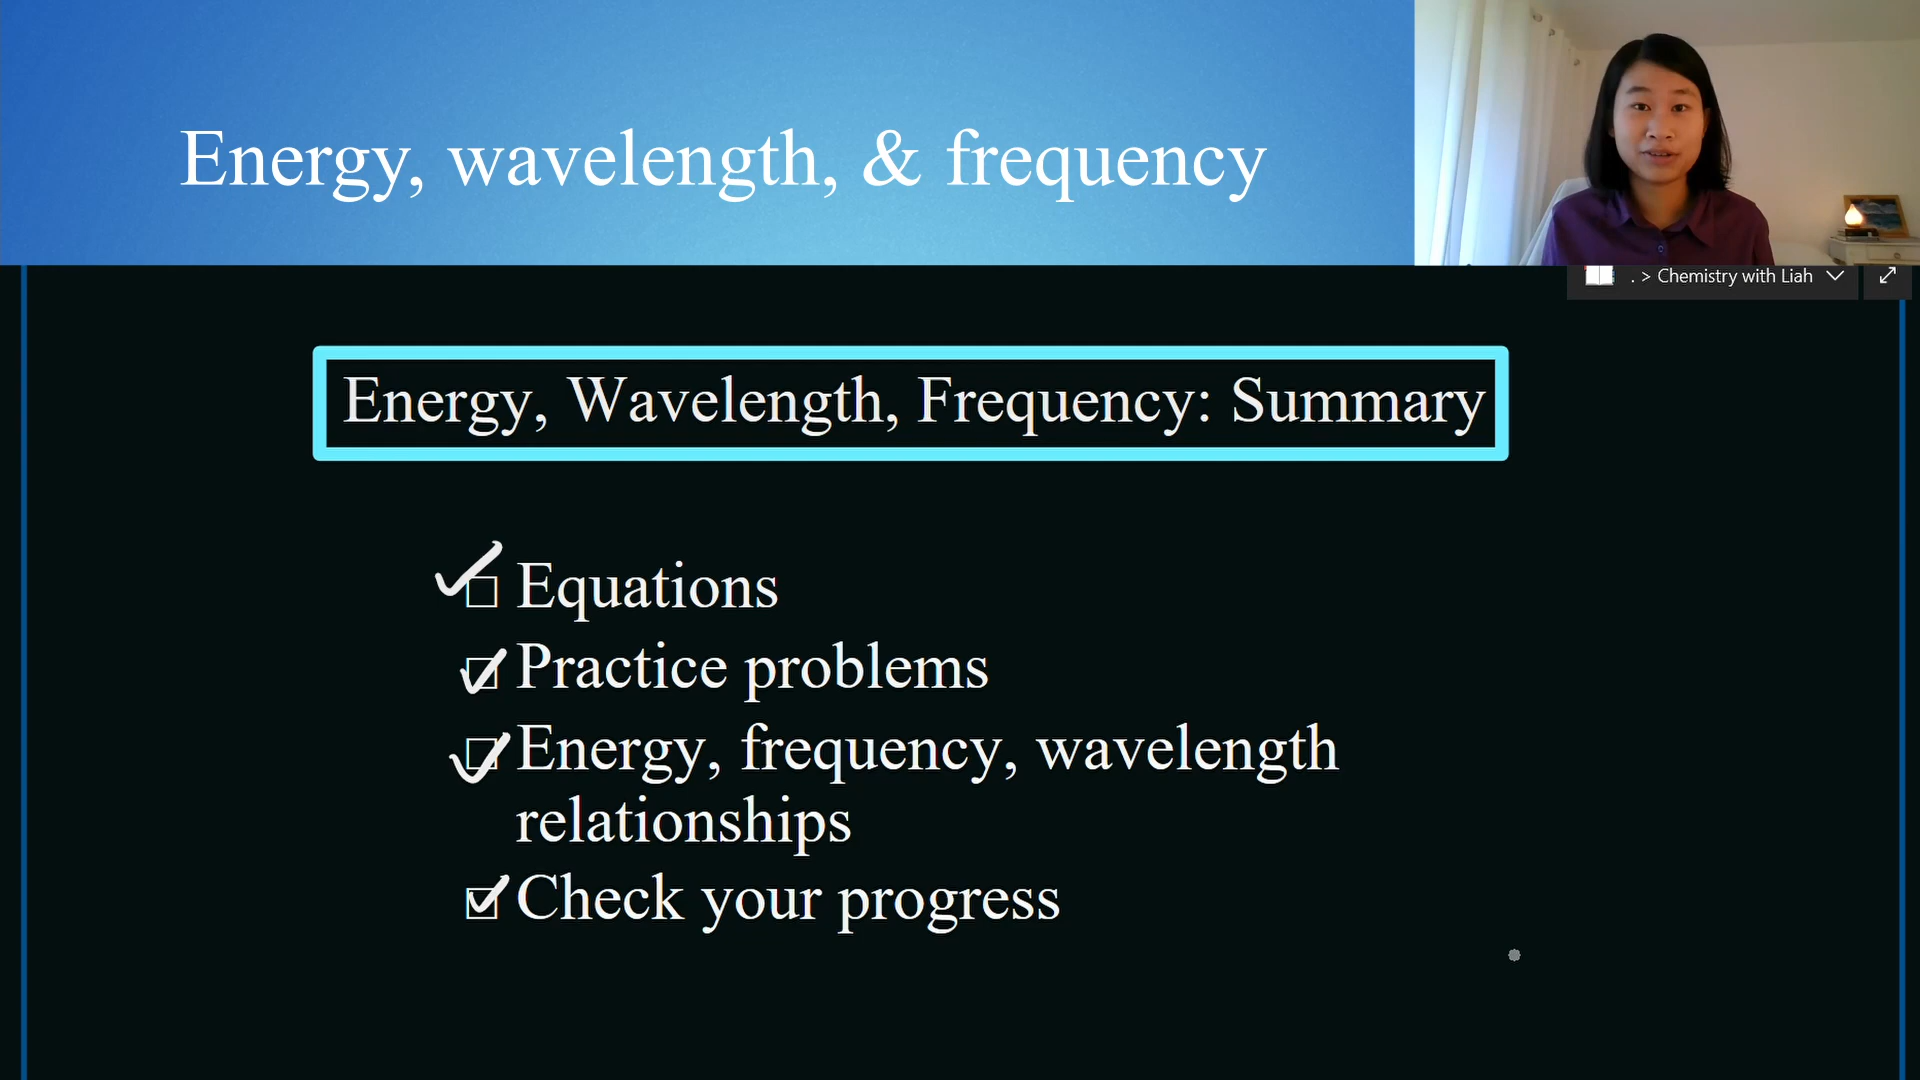 Energy, wavelength, & frequency
. > Chemistry with Liah
Energy, Wavelength, Frequency: Summary
Equations
Practice problems
Energy, frequency, wavelength
relationships
Check your progress